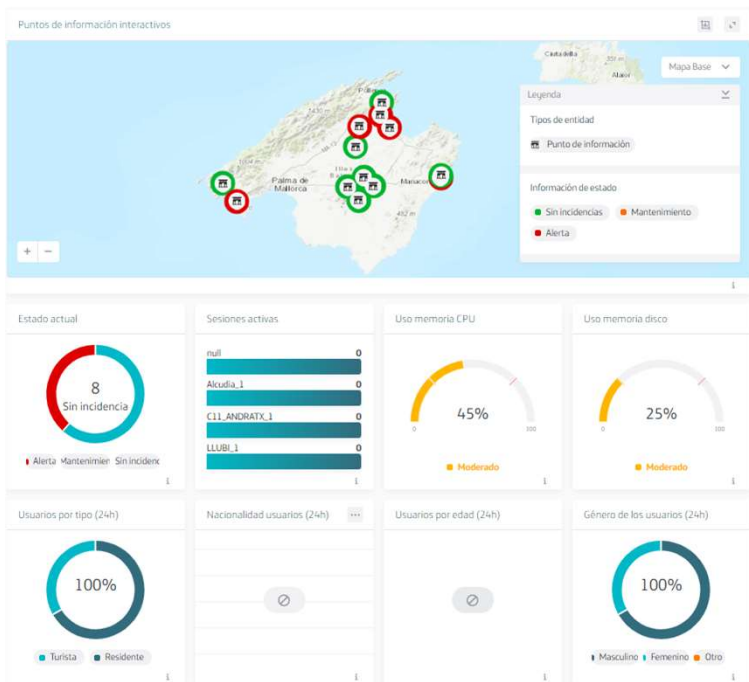 Puntos de información interactivos
Ciutadella
Alaior
Mapa Base
Leyenda
Tipos de entidad
Punto de información
Información de estado
Sin incidencias
Mantenimiento
Alerta
Palma de
Mallorca
Manacor
+ −
Estado actual
8
Sin incidencia
Alerta Mantenimien Sin incidenc
Sesiones activas
null 0
Alcudia_1 0
C11_ANDRATX_1 0
LLUBI_1 0
Uso memoria CPU
45%
0 100
Moderado
Uso memoria disco
25%
0 100
Moderado
Usuarios por tipo (24h)
100%
Turista Residente
Nacionalidad usuarios (24h) ...
Usuarios por edad (24h)
Género de los usuarios (24h)
100%
Masculino Femenino Otro